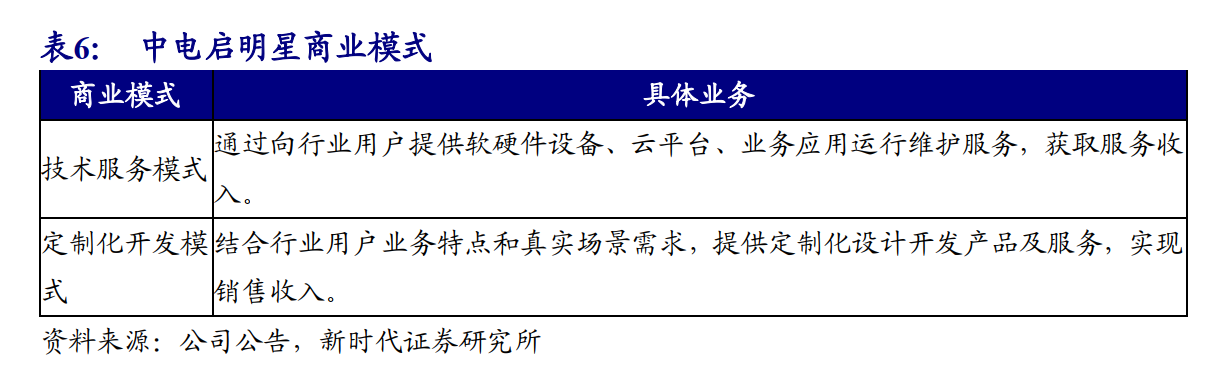 表6： 中电启明星商业模式
商业模式 具体业务
技术服务模式 通过向行业用户提供软硬件设备、云平台、业务应用运行维护服务，获取服务收
入。
定制化开发模 结合行业用户业务特点和真实场景需求，提供定制化设计开发产品及服务，实现
式 销售收入。
资料来源：公司公告，新时代证券研究所